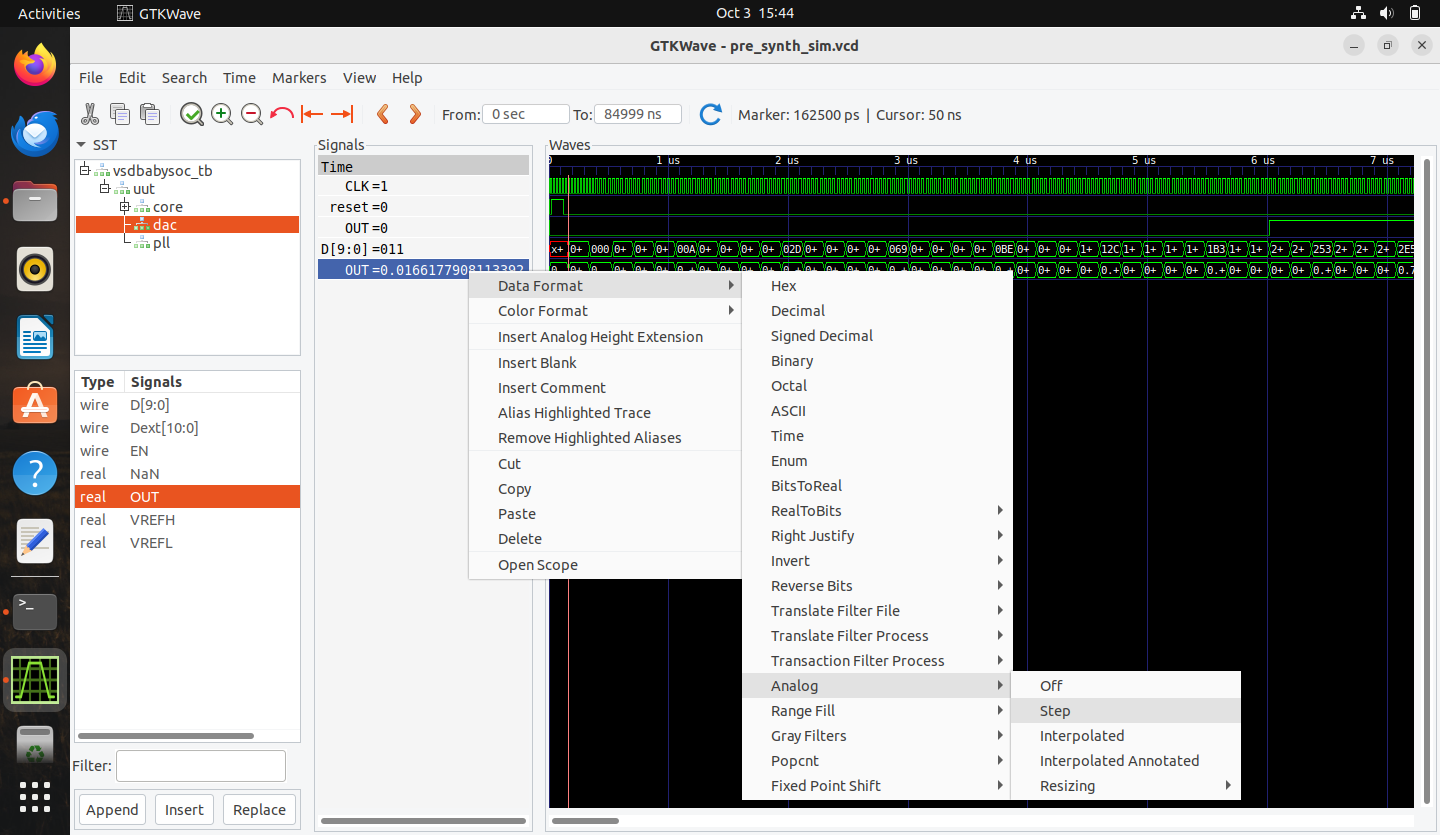 Activities GTKWave Oct 3 15:44
GTKWave - pre_synth_sim.vcd
File Edit Search Time Markers View Help
From: 0 sec To: 84999 ns Marker: 162500 ps | Cursor: 50 ns
SST
vsdbabysoc_tb
uut
core
dac
pll
Type Signals
wire D[9:0]
wire Dext[10:0]
wire EN
real NaN
real OUT
real VREFH
real VREFL
Filter:
Append Insert Replace
Signals
Time
CLK =1
reset =0
OUT =0
D[9:0] =011
OUT =0.0166177908113392
Waves
0 1 us 2 us 3 us 4 us 5 us 6 us 7 us
x+ 0+ 000 0+ 0+ 0+ 00A 0+ 0+ 0+ 0+ 02D 0+ 0+ 0+ 0+ 069 0+ 0+ 0+ 0+ 0BE 0+ 0+ 0+ 1+ 12C 1+ 1+ 1+ 1+ 1B3 1+ 1+ 2+ 2+ 253 2+ 2+ 2+ 2E5
Data Format
Color Format
Insert Analog Height Extension
Insert Blank
Insert Comment
Alias Highlighted Trace
Remove Highlighted Aliases
Cut
Copy
Paste
Delete
Open Scope
Hex
Decimal
Signed Decimal
Binary
Octal
ASCII
Time
Enum
BitsToReal
RealToBits
Right Justify
Invert
Reverse Bits
Translate Filter File
Translate Filter Process
Transaction Filter Process
Analog
Range Fill
Gray Filters
Popcnt
Fixed Point Shift
Off
Step
Interpolated
Interpolated Annotated
Resizing